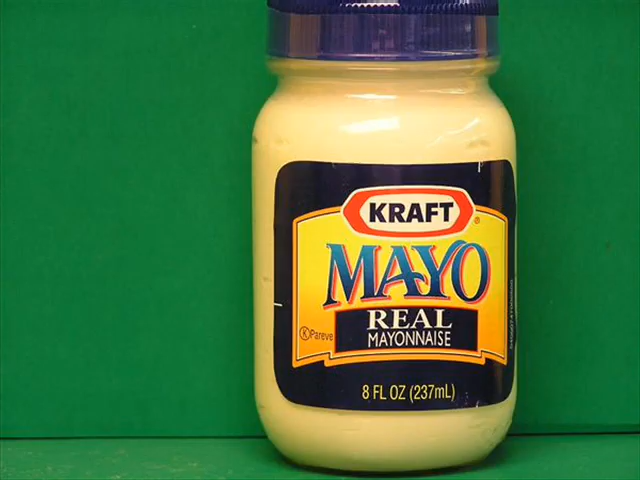 KRAFT
MAYO
REAL
MAYONNAISE
K Pareve
8 FL OZ (237mL)